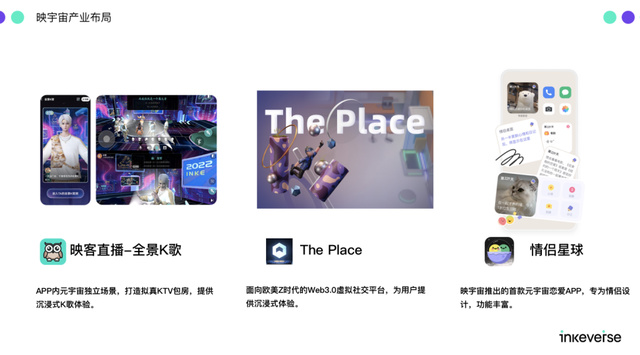 映宇宙产业布局
The Place
2022
INKE
映客直播-全景K歌
The Place
情侣星球
APP内元宇宙独立场景，打造拟真KTV包房，提供
沉浸式K歌体验。
面向欧美Z时代的Web3.0虚拟社交平台，为用户提
供沉浸式体验。
映宇宙推出的首款元宇宙恋爱APP，专为情侣设
计，功能丰富。
inkeverse